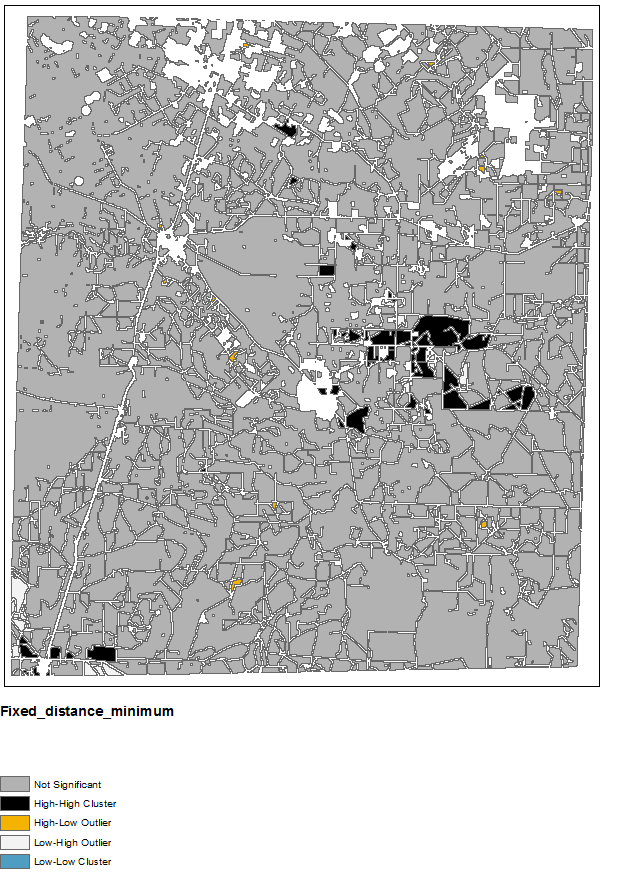 Fixed_distance_minimum
Not Significant
High-High Cluster
High-Low Outlier
Low-High Outlier
Low-Low Cluster